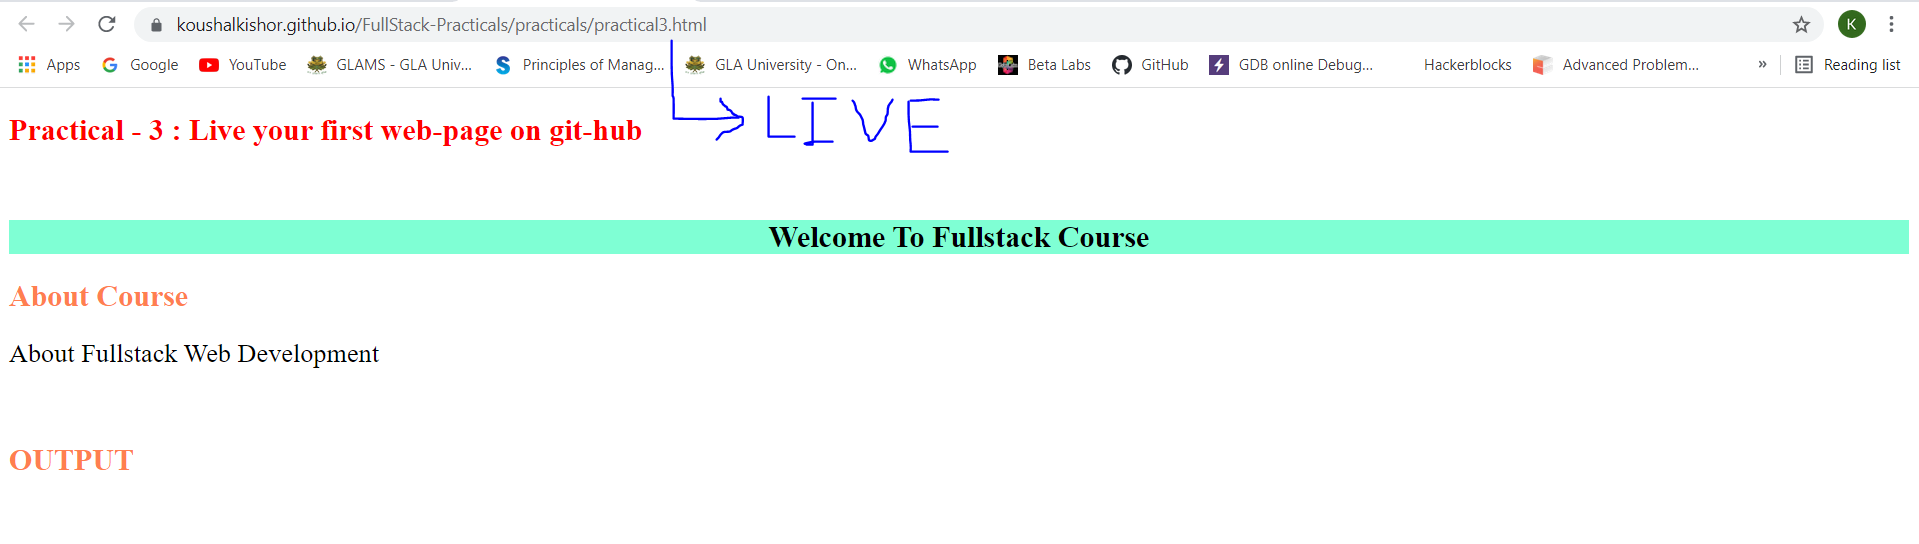 koushalkishor.github.io/FullStack-Practicals/practicals/practical3.html K
Apps Google YouTube GLAMS - GLA Univ... Principles of Manag... GLA University - On... WhatsApp Beta Labs GitHub GDB online Debug... Hackerblocks Advanced Problem... » Reading list
LIVE
Practical - 3 : Live your first web-page on git-hub
Welcome To Fullstack Course
About Course
About Fullstack Web Development
OUTPUT